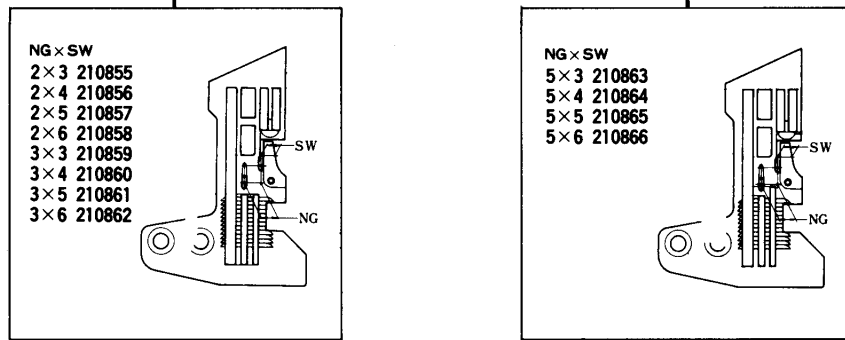 NG×SW
2×3 210855
2×4 210856
2×5 210857
2×6 210858
3×3 210859
3×4 210860
3×5 210861
3×6 210862
SW
NG
NG×SW
5×3 210863
5×4 210864
5×5 210865
5×6 210866
SW
NG